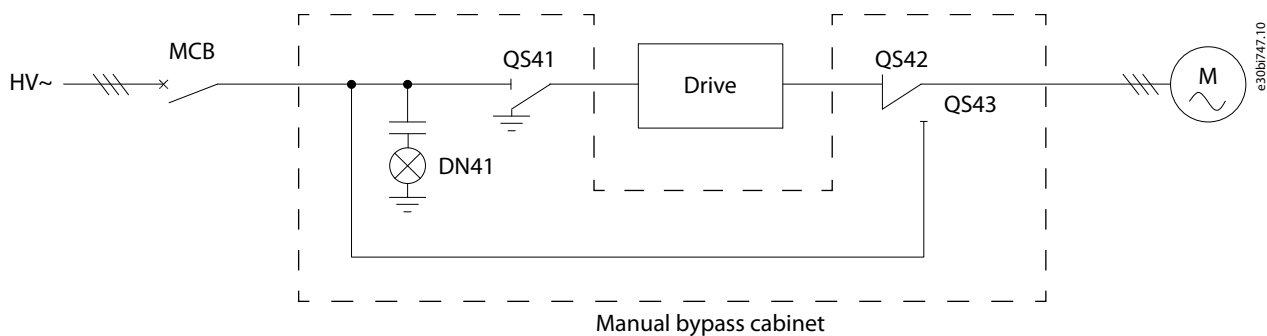 MCB
HV~
QS41
Drive
QS42
QS43
M
DN41
Manual bypass cabinet
e30bi747.10